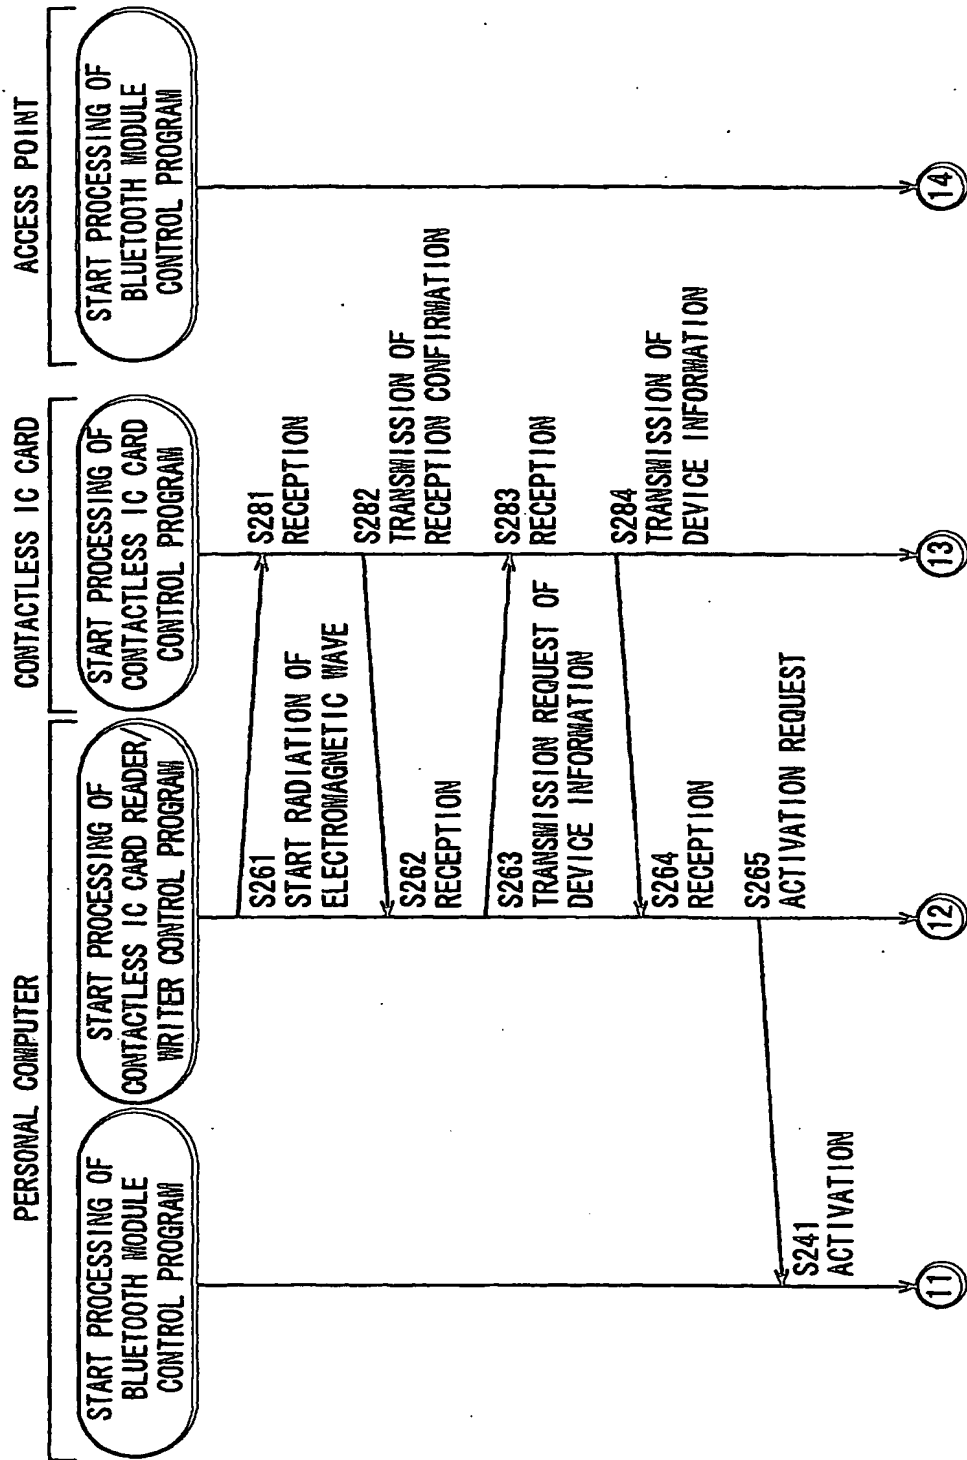 PERSONAL COMPUTER
CONTACTLESS IC CARD
ACCESS POINT
START PROCESSING OF
BLUETOOTH MODULE
CONTROL PROGRAM
START PROCESSING OF
CONTACTLESS IC CARD READER/
WRITER CONTROL PROGRAM
START PROCESSING OF
CONTACTLESS IC CARD
CONTROL PROGRAM
START PROCESSING OF
BLUETOOTH MODULE
CONTROL PROGRAM
S261
START RADIATION OF
ELECTROMAGNETIC WAVE
S281
RECEPTION
S282
TRANSMISSION OF
RECEPTION CONFIRMATION
S262
RECEPTION
S263
TRANSMISSION REQUEST OF
DEVICE INFORMATION
S283
RECEPTION
S284
TRANSMISSION OF
DEVICE INFORMATION
S264
RECEPTION
S265
ACTIVATION REQUEST
S241
ACTIVATION
11
12
13
14